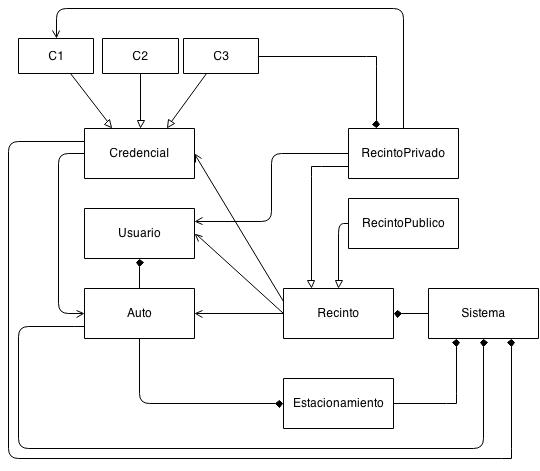 C1
C2
C3
Credencial
RecintoPrivado
Usuario
RecintoPublico
Auto
Recinto
Sistema
Estacionamiento